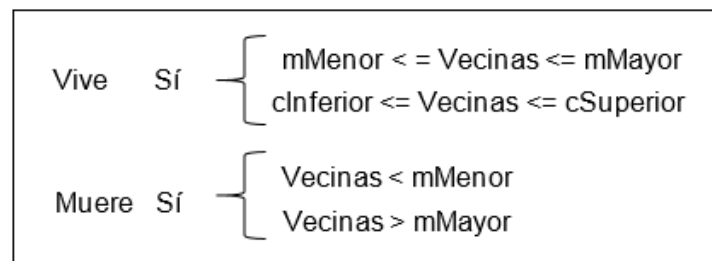 mMenor < = Vecinas <= mMayor
Vive Sí
cInferior <= Vecinas <= cSuperior
Vecinas < mMenor
Muere Sí
Vecinas > mMayor